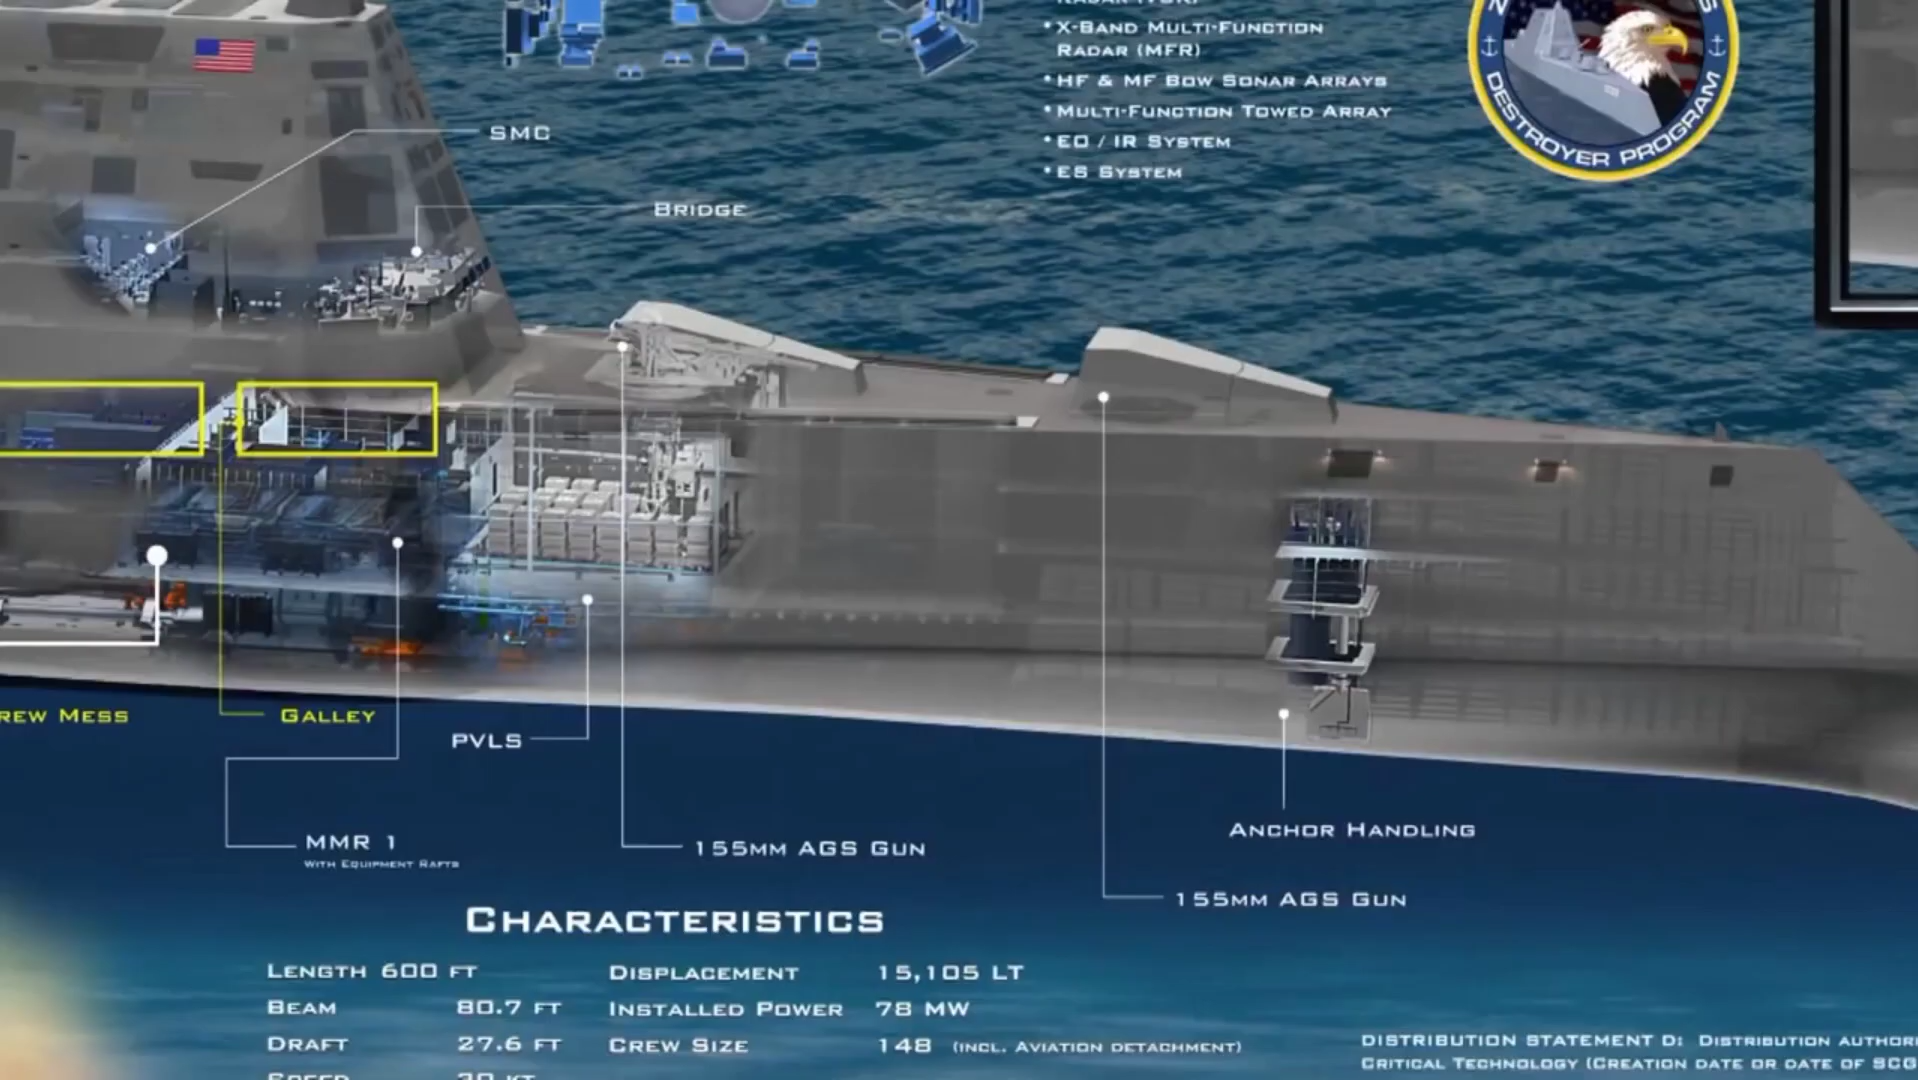 X-Band Multi-Function
Radar (MFR)
HF & MF Bow Sonar Arrays
Multi-Function Towed Array
EO / IR System
ES System
DESTROYER PROGRAM
SMC
Bridge
Mess
Galley
PVLS
MMR 1
with Equipment Rafts
155mm AGS Gun
Anchor Handling
155mm AGS Gun
Characteristics
Length 600 ft
Displacement 15,105 LT
Beam 80.7 ft
Installed Power 78 MW
Draft 27.6 ft
Crew Size 148 (incl. Aviation detachment)
DISTRIBUTION STATEMENT D: Distribution
Critical Technology (Creation date or date of